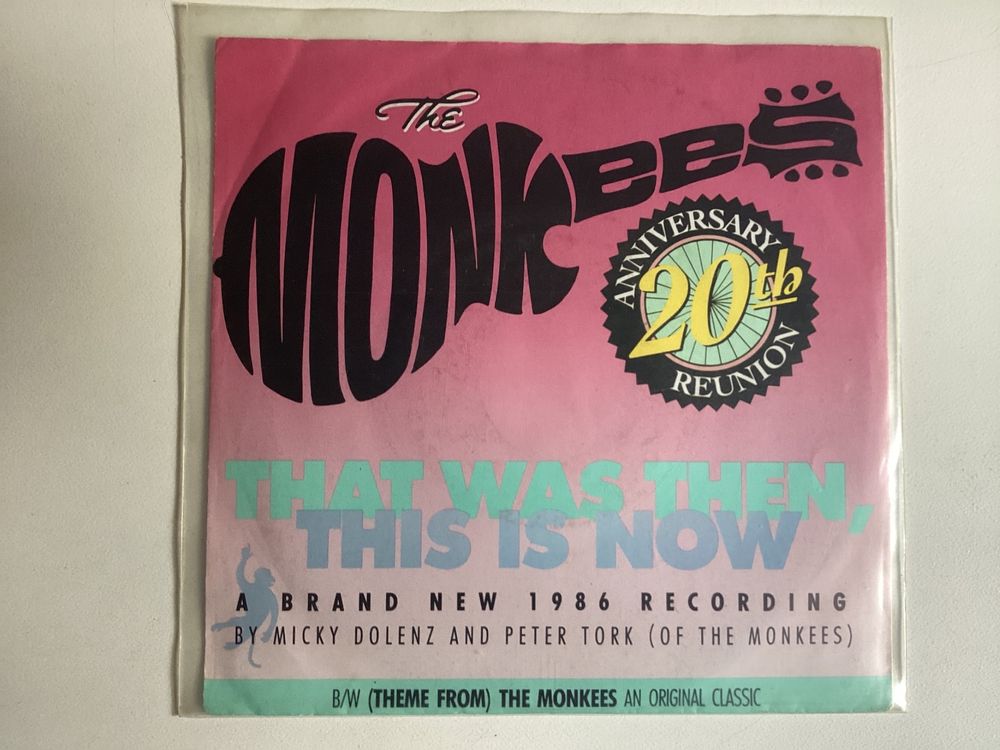 The
MONKEES
ANNIVERSARY
20th
REUNION
THAT WAS THEN,
THIS IS NOW
A BRAND NEW 1986 RECORDING
BY MICKY DOLENZ AND PETER TORK (OF THE MONKEES)
B/W (THEME FROM) THE MONKEES AN ORIGINAL CLASSIC